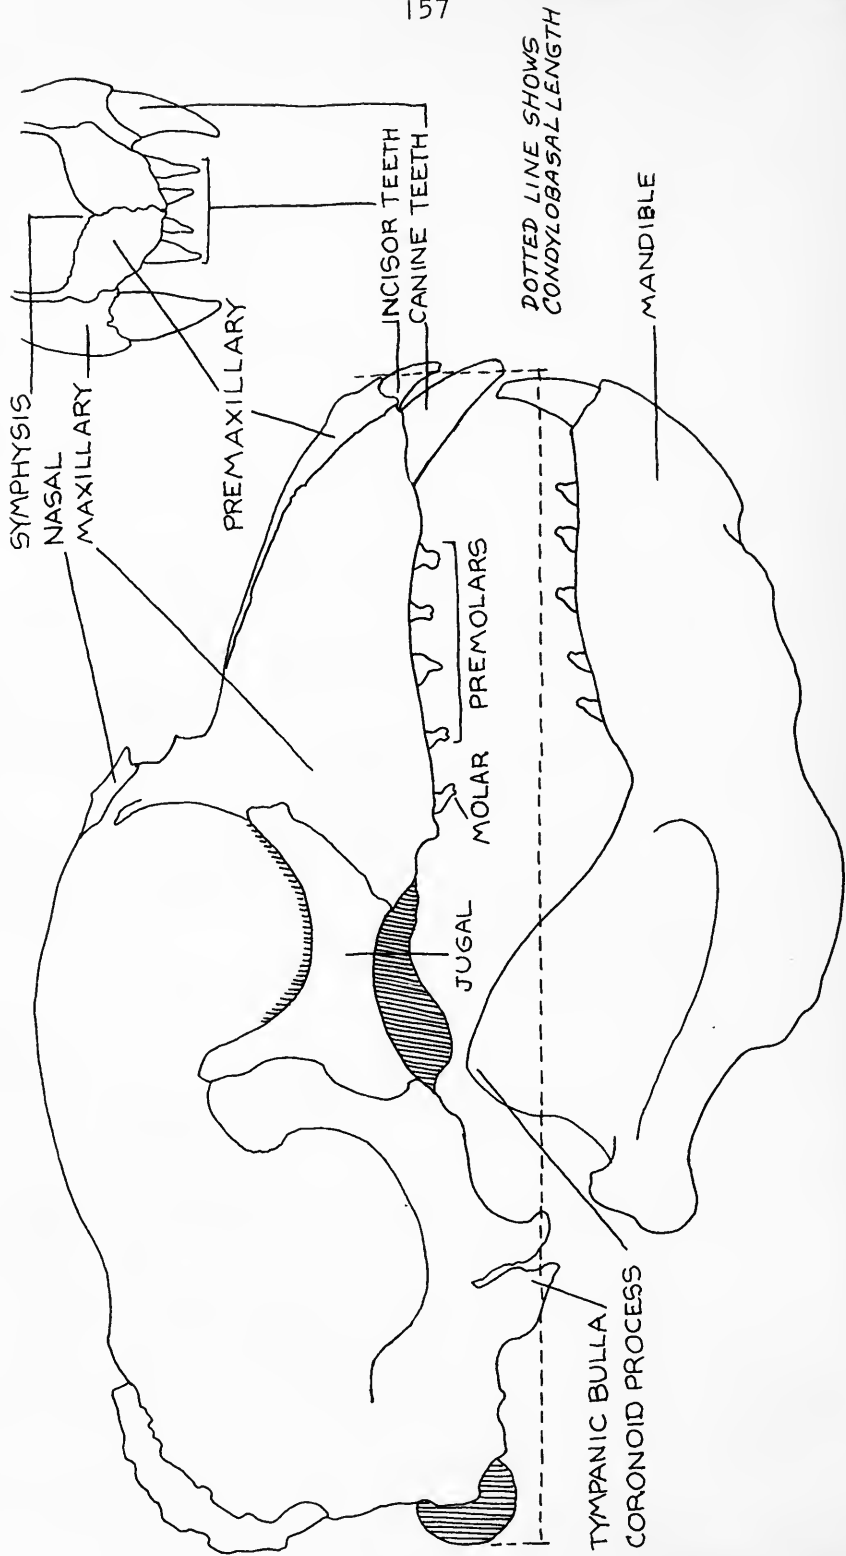 157
SYMPHYSIS
NASAL
MAXILLARY
PREMAXILLARY
INCISOR TEETH
CANINE TEETH
DOTTED LINE SHOWS
CONDYLOBASAL LENGTH
MANDIBLE
PREMOLARS
MOLAR
JUGAL
TYMPANIC BULLA
CORONOID PROCESS